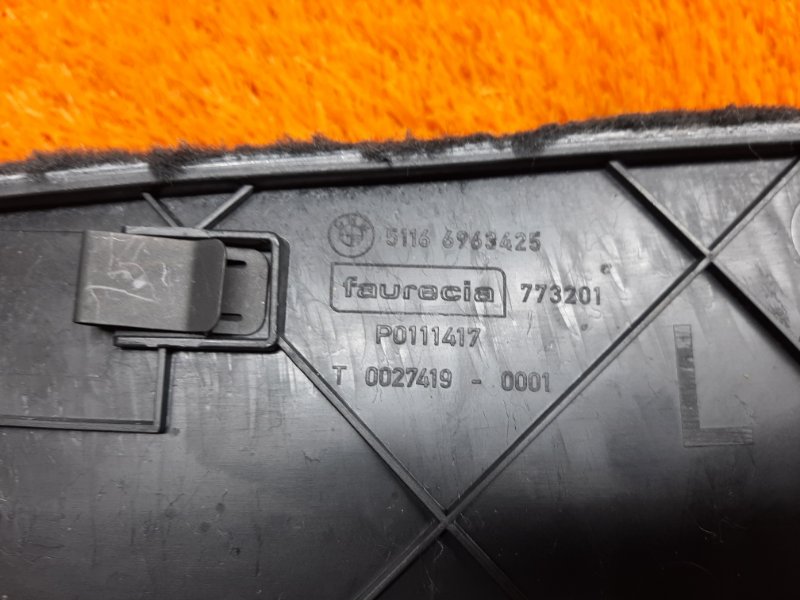 5116 6963425
faurecia 773201
P0111417
T 0027419 - 0001
L